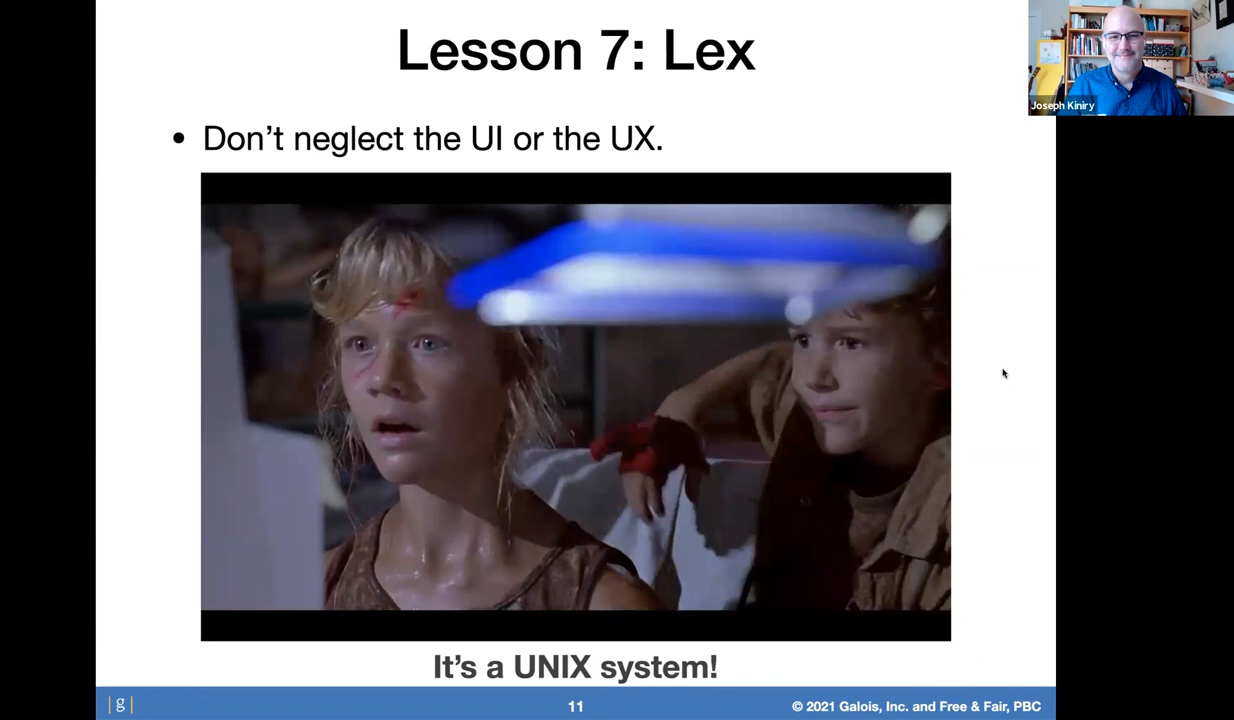 Lesson 7: Lex
Joseph Kiniry
• Don’t neglect the UI or the UX.
It’s a UNIX system!
|g|
11
© 2021 Galois, Inc. and Free & Fair, PBC